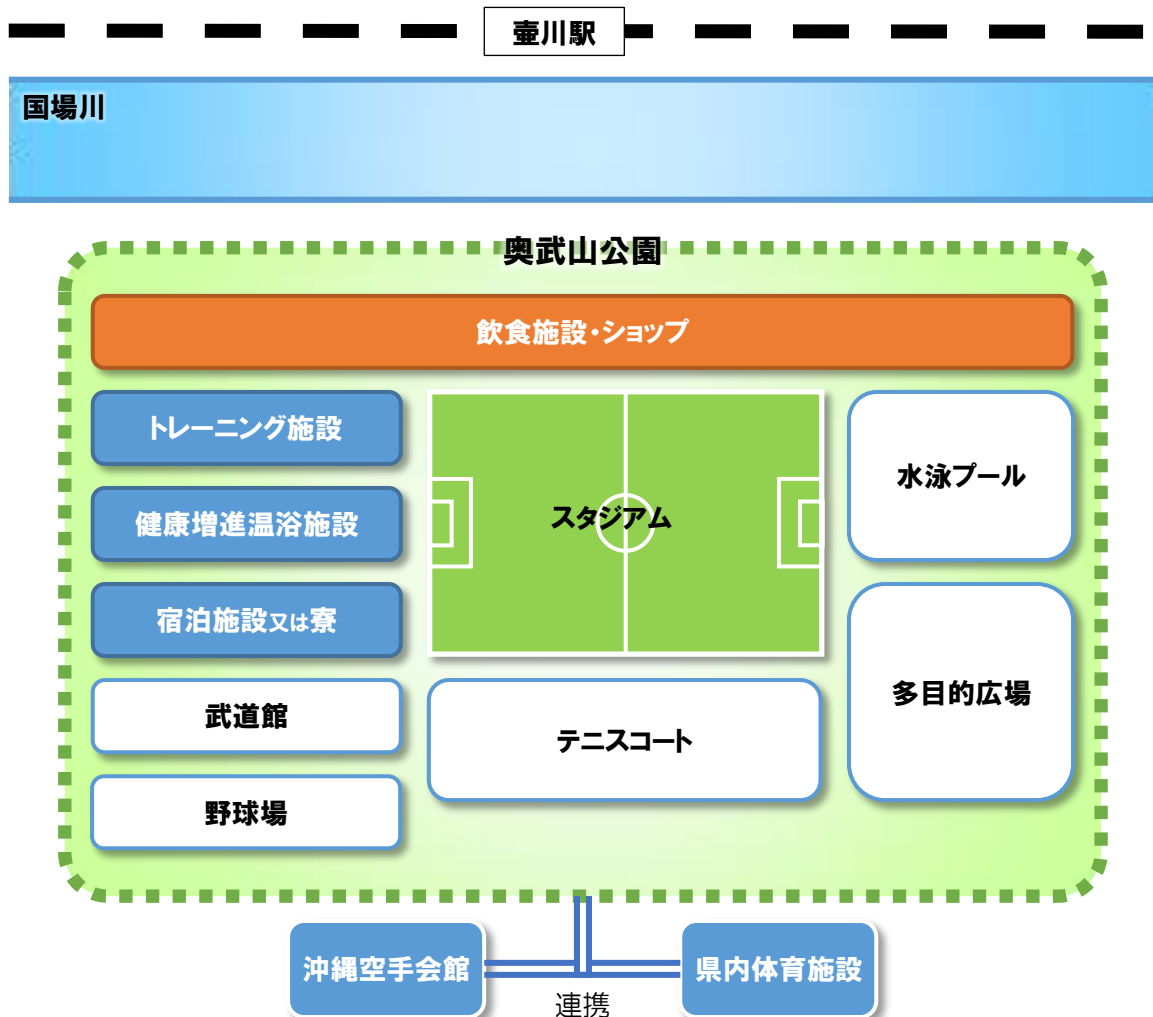 壷川駅
国場川
奥武山公園
飲食施設・ショップ
トレーニング施設
健康増進温浴施設
宿泊施設又は寮
武道館
野球場
スタジアム
テニスコート
水泳プール
多目的広場
沖縄空手会館
県内体育施設
連携